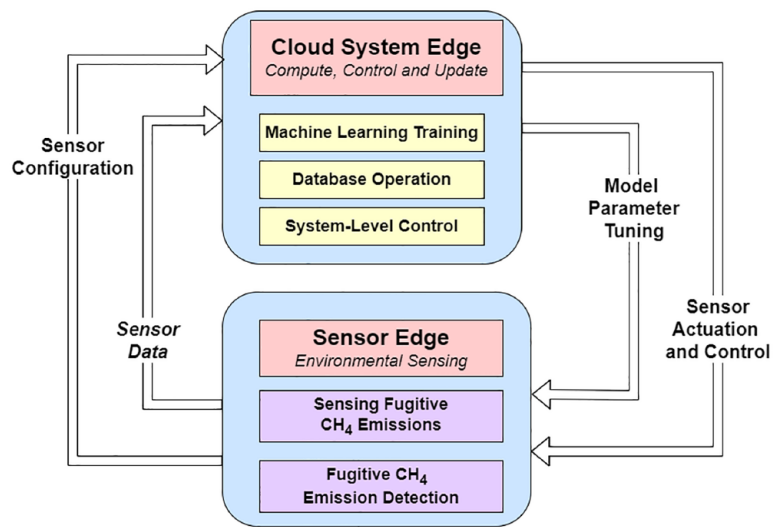 Cloud System Edge
Compute, Control and Update
Machine Learning Training
Database Operation
System-Level Control
Sensor
Configuration
Model
Parameter
Tuning
Sensor
Data
Sensor
Actuation
and Control
Sensor Edge
Environmental Sensing
Sensing Fugitive
CH₄ Emissions
Fugitive CH₄
Emission Detection